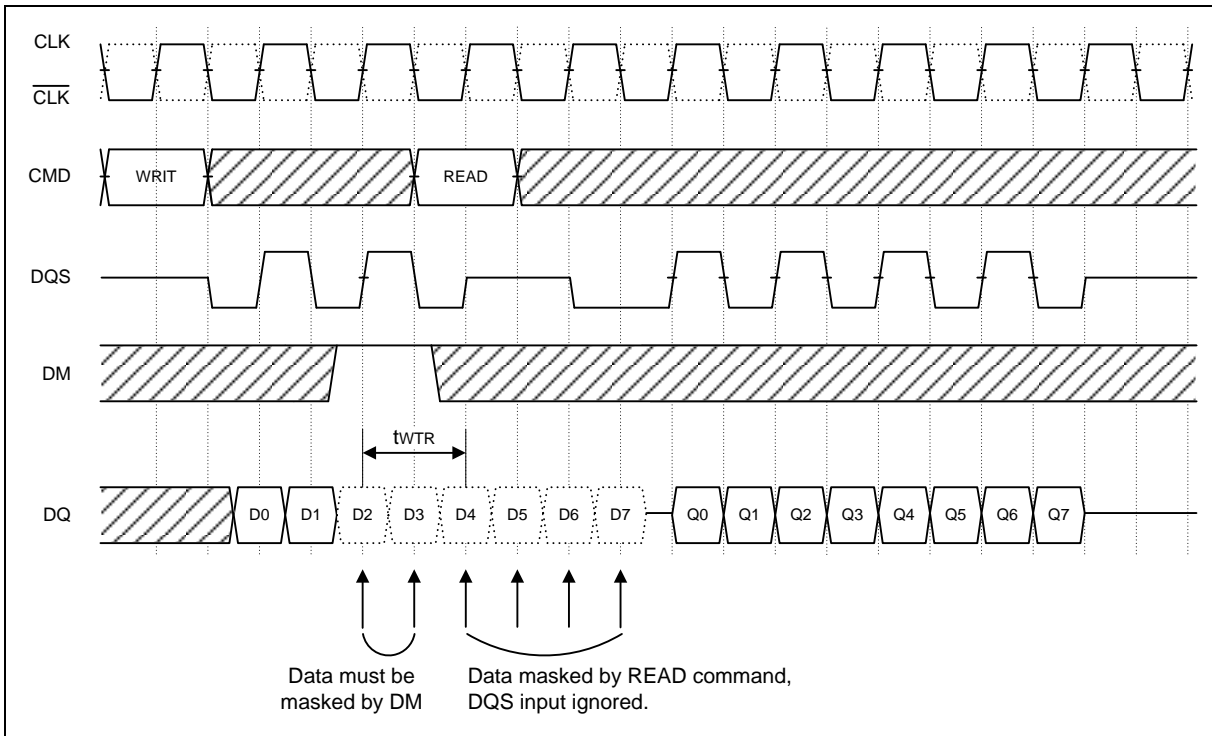 CLK
CLK
CMD WRIT READ
DQS
DM
tWTR
DQ D0 D1 D2 D3 D4 D5 D6 D7 Q0 Q1 Q2 Q3 Q4 Q5 Q6 Q7
Data must be
masked by DM
Data masked by READ command,
DQS input ignored.